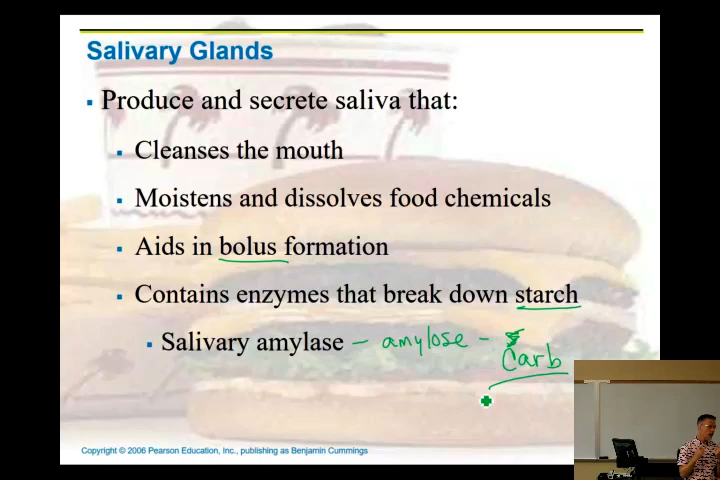 Salivary Glands
▪ Produce and secrete saliva that:
▪ Cleanses the mouth
▪ Moistens and dissolves food chemicals
▪ Aids in bolus formation
▪ Contains enzymes that break down starch
▪ Salivary amylase – amylose –
Carb
Copyright © 2006 Pearson Education, Inc., publishing as Benjamin Cummings